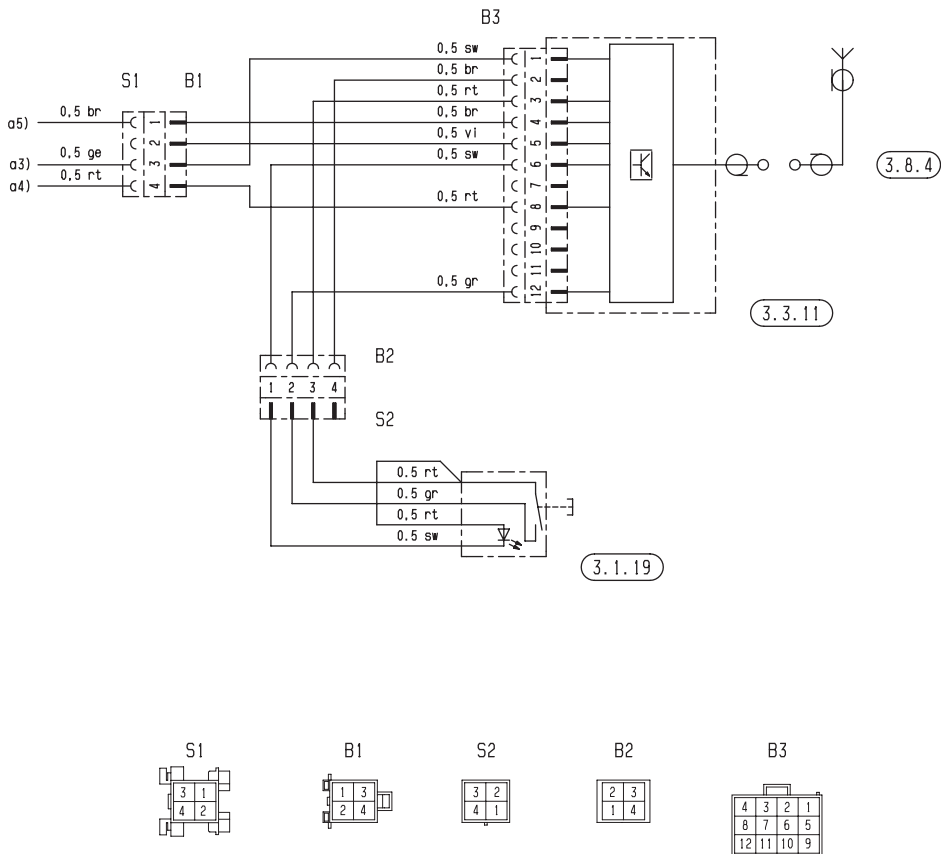 B3
S1 B1
a5) 0,5 br
a3) 0,5 ge
a4) 0,5 rt
1
2
3
4
0,5 sw
0,5 br
0,5 rt
0,5 br
0,5 vi
0,5 sw
0,5 rt
0,5 gr
1
2
3
4
5
6
7
8
9
10
11
12
3.8.4
3.3.11
B2
1 2 3 4
S2
0.5 rt
0.5 gr
0,5 rt
0.5 sw
3.1.19
S1 B1 S2 B2 B3
3 1
4 2
1 3
2 4
3 2
4 1
2 3
1 4
4 3 2 1
8 7 6 5
12 11 10 9